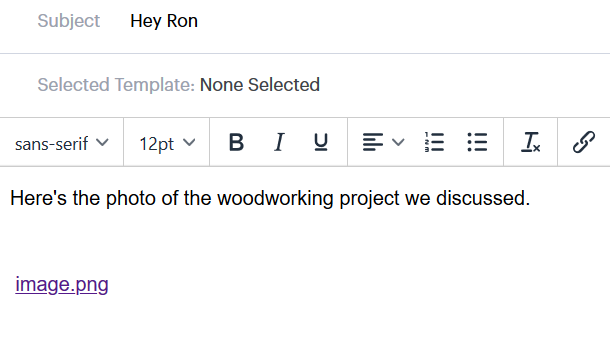 Subject Hey Ron
Selected Template: None Selected
sans-serif 12pt B I U
Here's the photo of the woodworking project we discussed.
image.png